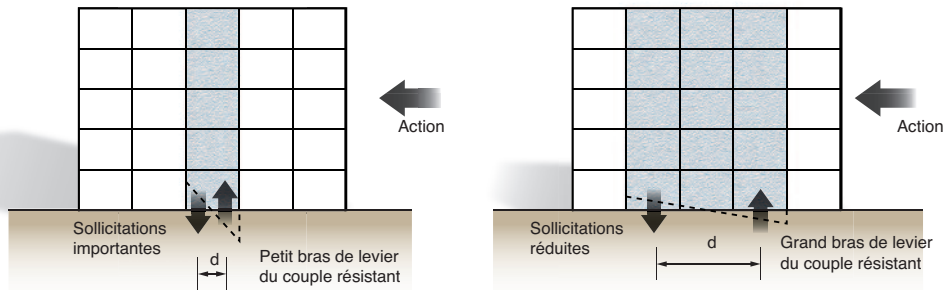 Action
Sollicitations
importantes
d
Petit bras de levier
du couple résistant
Action
Sollicitations
réduites
d
Grand bras de levier
du couple résistant